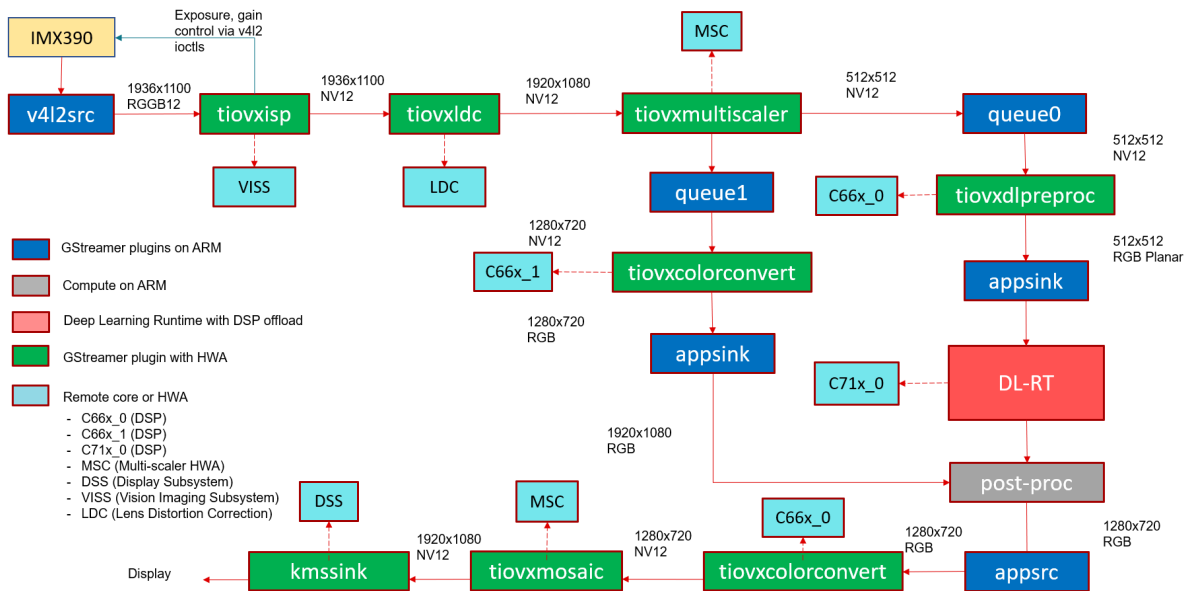 Exposure, gain
control via v4l2
ioctls
IMX390
MSC
1936x1100
RGGB12
1936x1100
NV12
1920x1080
NV12
512x512
NV12
v4l2src
tiovxisp
tiovxldc
tiovxmultiscaler
queue0
512x512
NV12
VISS
LDC
queue1
C66x_0
tiovxdlpreproc
1280x720
NV12
GStreamer plugins on ARM
C66x_1
tiovxcolorconvert
512x512
RGB Planar
Compute on ARM
appsink
Deep Learning Runtime with DSP offload
1280x720
RGB
GStreamer plugin with HWA
appsink
C71x_0
DL-RT
Remote core or HWA
- C66x_0 (DSP)
- C66x_1 (DSP)
- C71x_0 (DSP)
- MSC (Multi-scaler HWA)
- DSS (Display Subsystem)
- VISS (Vision Imaging Subsystem)
- LDC (Lens Distortion Correction)
1920x1080
RGB
post-proc
DSS
MSC
C66x_0
1920x1080
NV12
1280x720
NV12
1280x720
RGB
1280x720
RGB
Display
kmssink
tiovxmosaic
tiovxcolorconvert
appsrc